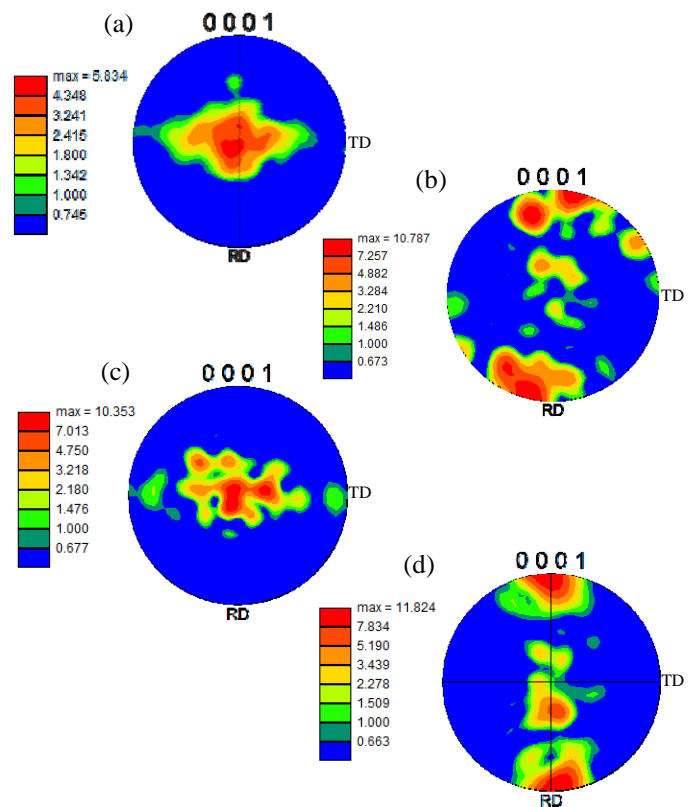 (a)
0 0 0 1
max = 5.834
4.348
3.241
2.415
1.800
1.342
1.000
0.745
TD
RD
(b)
0 0 0 1
max = 10.787
7.257
4.882
3.284
2.210
1.486
1.000
0.673
TD
RD
(c)
0 0 0 1
max = 10.353
7.013
4.750
3.218
2.180
1.476
1.000
0.677
TD
RD
(d)
0 0 0 1
max = 11.824
7.834
5.190
3.439
2.278
1.509
1.000
0.663
TD
RD